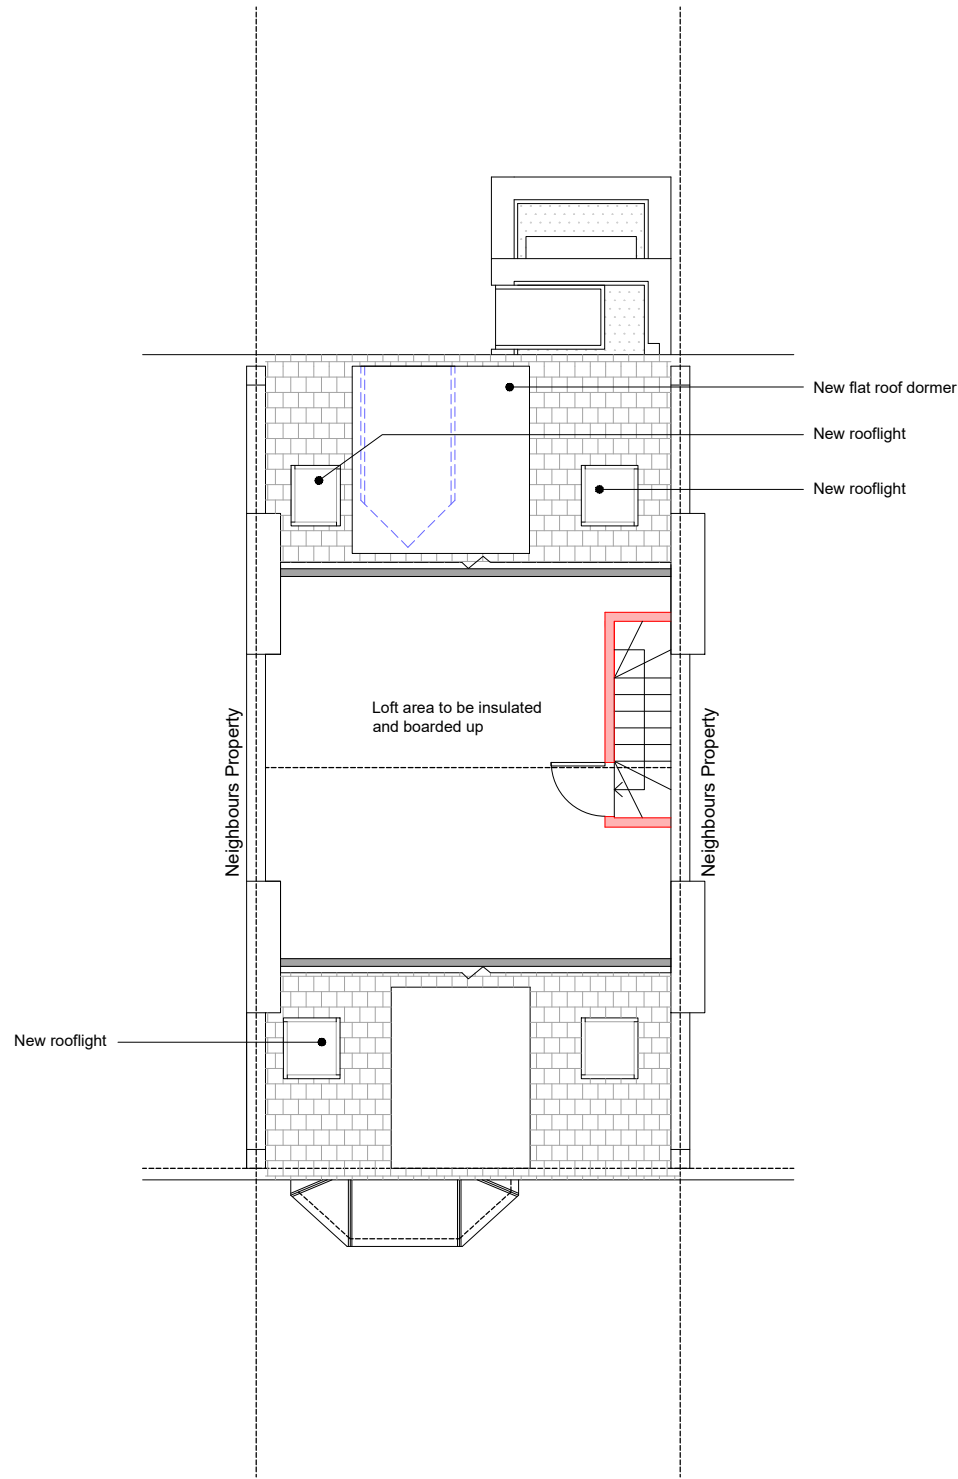 New flat roof dormer
New rooflight
New rooflight
Loft area to be insulated
and boarded up
Neighbours Property
Neighbours Property
New rooflight